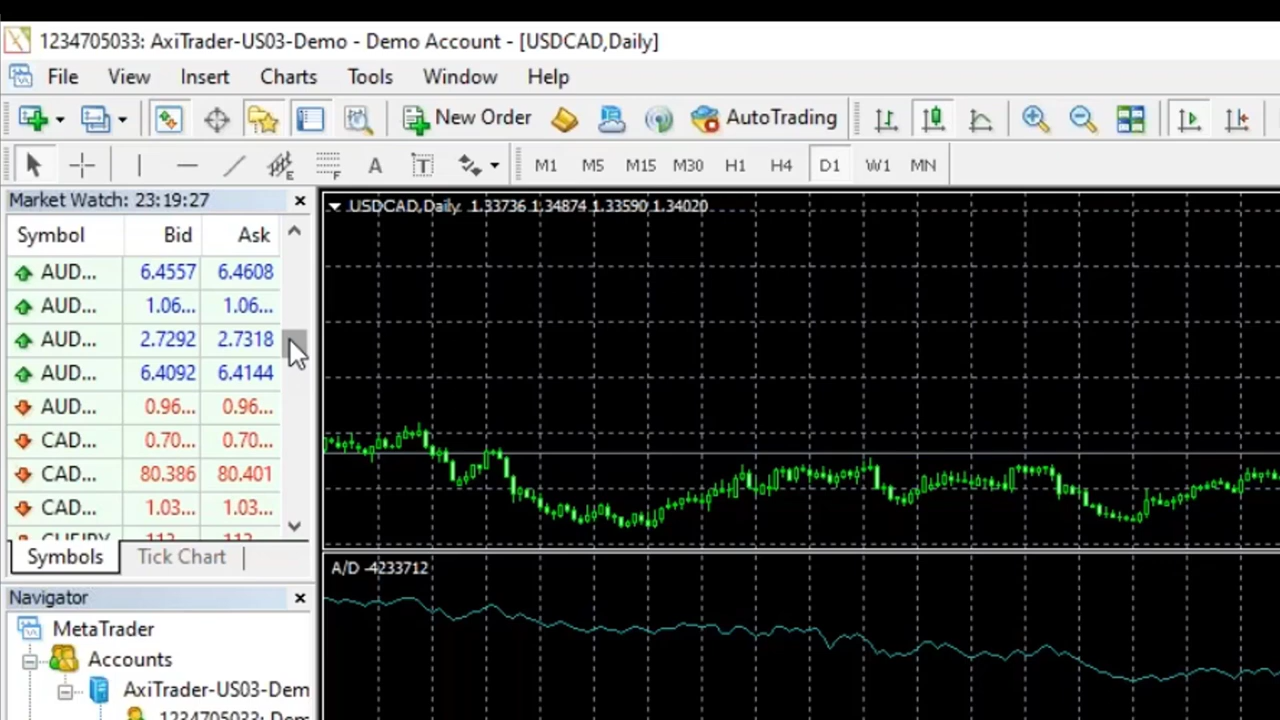 1234705033: AxiTrader-US03-Demo - Demo Account - [USDCAD,Daily]
File View Insert Charts Tools Window Help
New Order AutoTrading
E F A T M1 M5 M15 M30 H1 H4 D1 W1 MN
Market Watch: 23:19:27
USDCAD,Daily 1.33736 1.34874 1.33590 1.34020
Symbol Bid Ask
AUD... 6.4557 6.4608
AUD... 1.06... 1.06...
AUD... 2.7292 2.7318
AUD... 6.4092 6.4144
AUD... 0.96... 0.96...
CAD... 0.70... 0.70...
CAD... 80.386 80.401
CAD... 1.03... 1.03...
Symbols Tick Chart
A/D -4233712
Navigator
MetaTrader
Accounts
AxiTrader-US03-Dem
1234705033: Dem